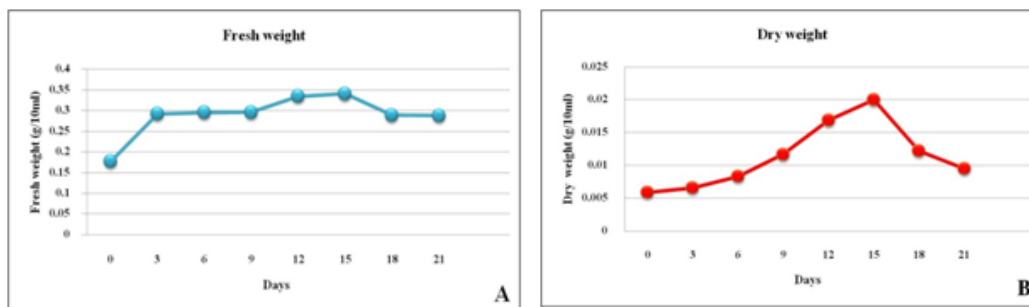 Fresh weight
Fresh weight (g/10ml)
0.4
0.35
0.3
0.25
0.2
0.15
0.1
0.05
0
0 3 6 9 12 15 18 21
Days
A
Dry weight
Dry weight (g/10ml)
0.025
0.02
0.015
0.01
0.005
0
0 3 6 9 12 15 18 21
Days
B